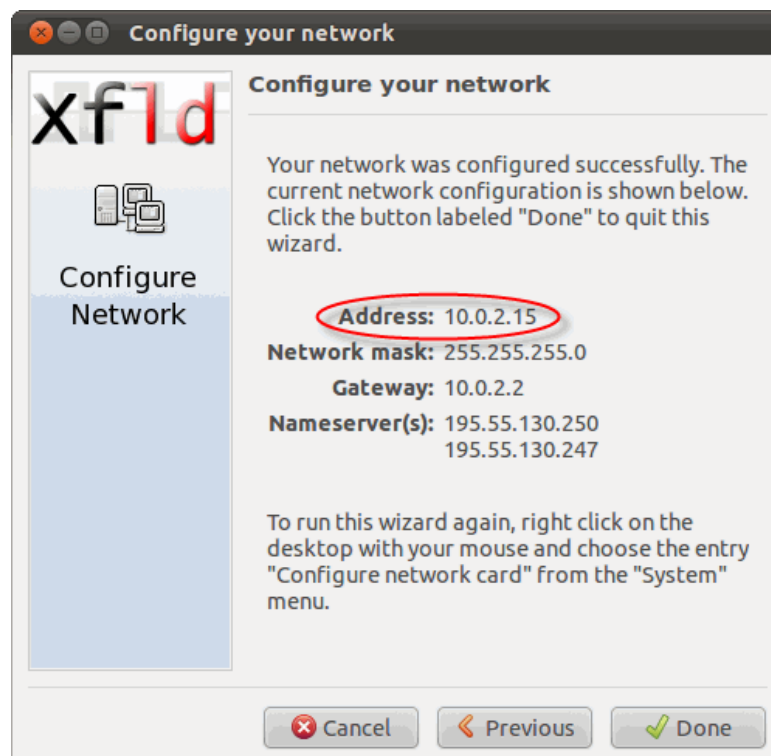 Configure your network
xfld
Configure your network
Your network was configured successfully. The
current network configuration is shown below.
Click the button labeled "Done" to quit this
wizard.
Configure
Network
Address: 10.0.2.15
Network mask: 255.255.255.0
Gateway: 10.0.2.2
Nameserver(s): 195.55.130.250
195.55.130.247
To run this wizard again, right click on the
desktop with your mouse and choose the entry
"Configure network card" from the "System"
menu.
Cancel
Previous
Done